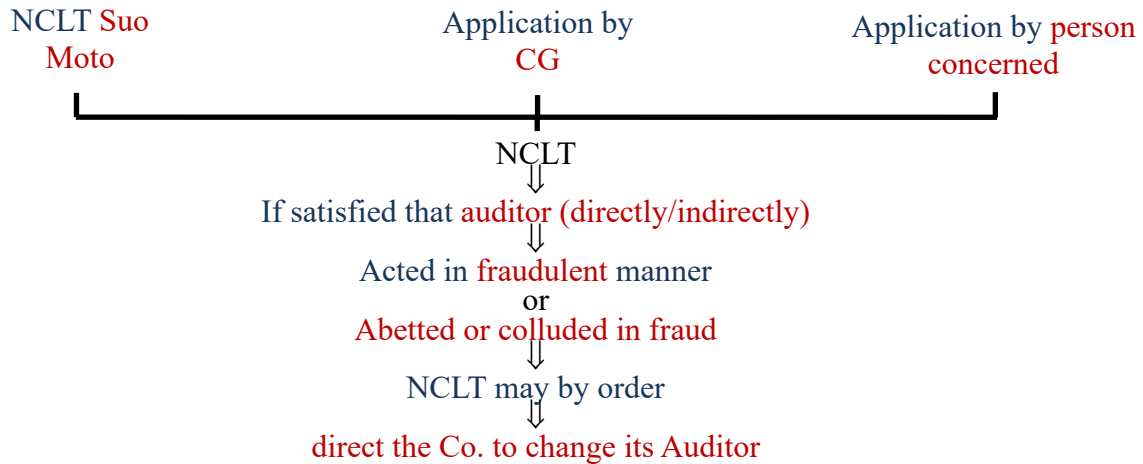 NCLT Suo
Moto
Application by
CG
Application by person
concerned
NCLT
If satisfied that auditor (directly/indirectly)
Acted in fraudulent manner
or
Abetted or colluded in fraud
NCLT may by order
direct the Co. to change its Auditor